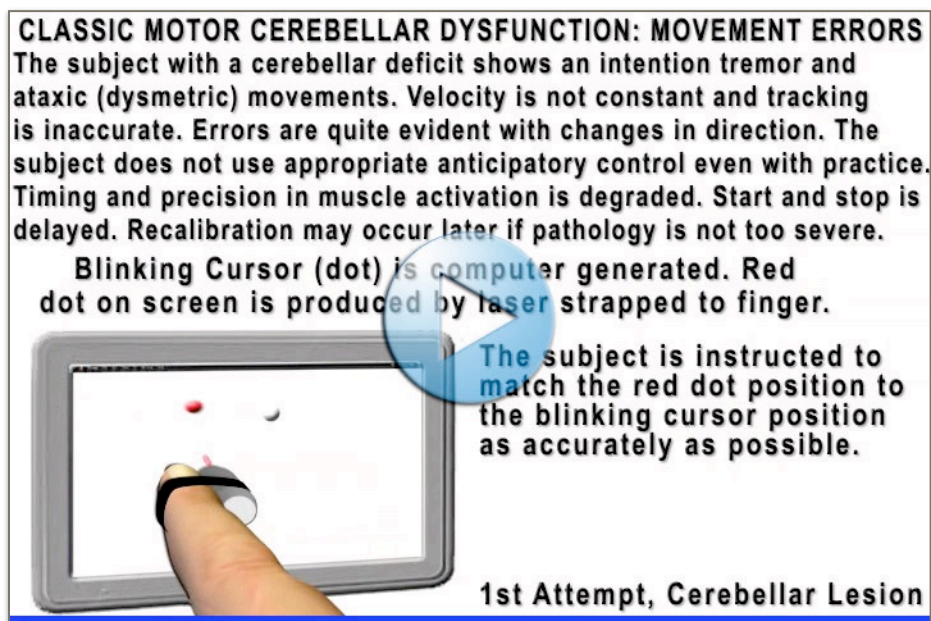 CLASSIC MOTOR CEREBELLAR DYSFUNCTION: MOVEMENT ERRORS
The subject with a cerebellar deficit shows an intention tremor and
ataxic (dysmetric) movements. Velocity is not constant and tracking
is inaccurate. Errors are quite evident with changes in direction. The
subject does not use appropriate anticipatory control even with practice.
Timing and precision in muscle activation is degraded. Start and stop is
delayed. Recalibration may occur later if pathology is not too severe.
Blinking Cursor (dot) is computer generated. Red
dot on screen is produced by laser strapped to finger.
The subject is instructed to
match the red dot position to
the blinking cursor position
as accurately as possible.
1st Attempt, Cerebellar Lesion